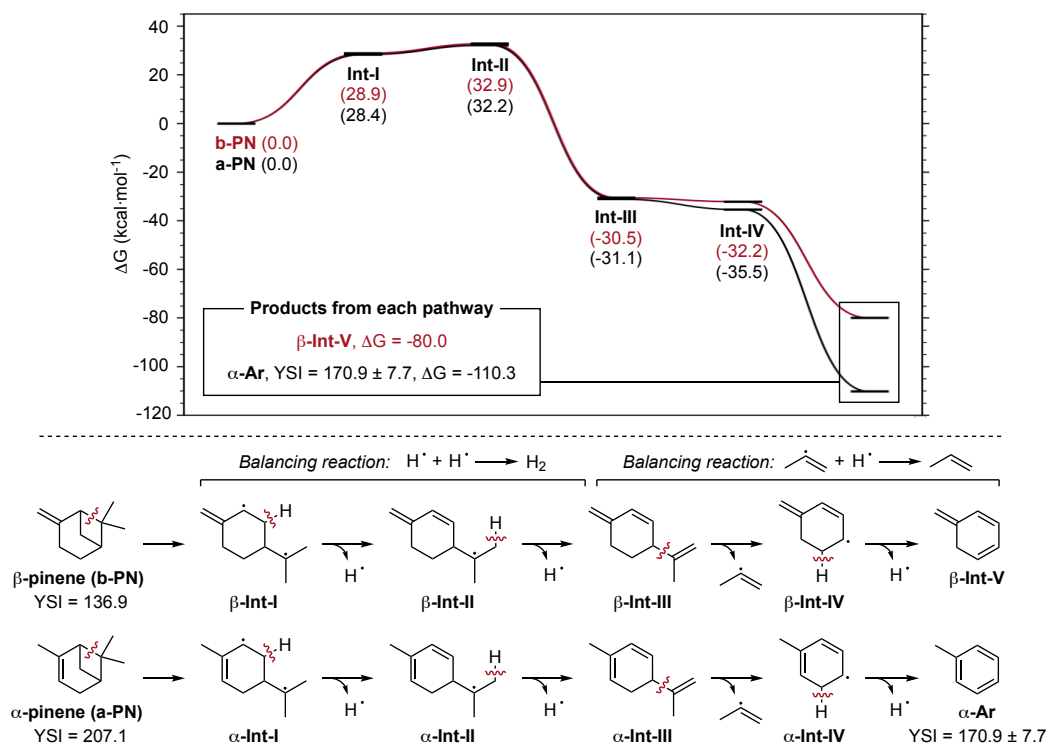 40
20
0
-20
-40
-60
-80
-100
-120
ΔG (kcal·mol⁻¹)
b-PN (0.0)
a-PN (0.0)
Int-I
(28.9)
(28.4)
Int-II
(32.9)
(32.2)
Int-III
(-30.5)
(-31.1)
Int-IV
(-32.2)
(-35.5)
Products from each pathway
β-Int-V, ΔG = -80.0
α-Ar, YSI = 170.9 ± 7.7, ΔG = -110.3
Balancing reaction: H• + H• H₂
Balancing reaction: + H•
H
H
H
H•
H•
H•
β-pinene (b-PN)
YSI = 136.9
β-Int-I
β-Int-II
β-Int-III
β-Int-IV
β-Int-V
H
H
H
H•
H•
H•
α-pinene (a-PN)
YSI = 207.1
α-Int-I
α-Int-II
α-Int-III
α-Int-IV
α-Ar
YSI = 170.9 ± 7.7